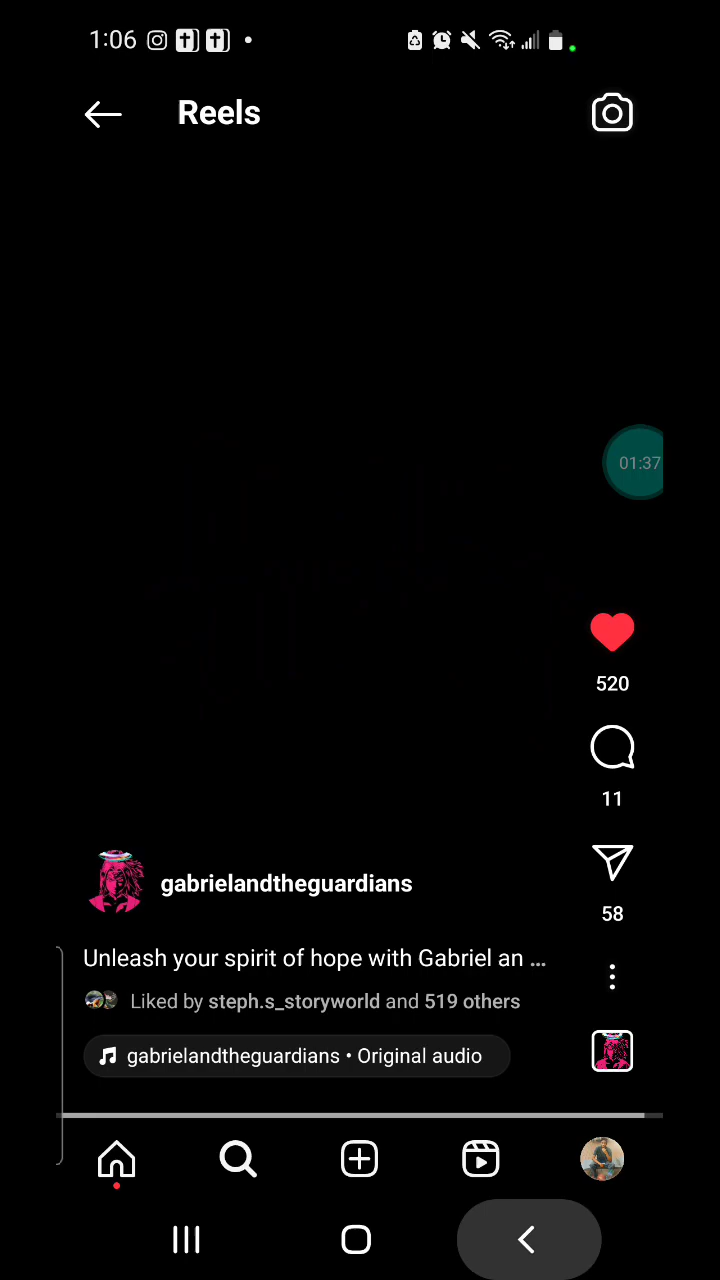 1:06
Reels
01:37
520
11
gabrielandtheguardians
58
Unleash your spirit of hope with Gabriel an ...
Liked by steph.s_storyworld and 519 others
gabrielandtheguardians • Original audio